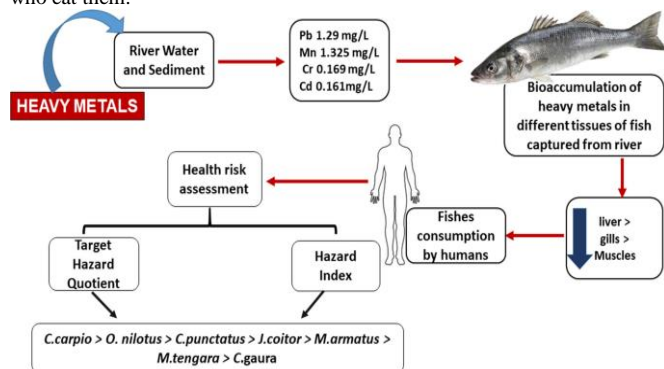 who eat them.
HEAVY METALS
River Water
and Sediment
Pb 1.29 mg/L
Mn 1.325 mg/L
Cr 0.169 mg/L
Cd 0.161mg/L
Bioaccumulation of
heavy metals in
different tissues of fish
captured from river
liver >
gills >
Muscles
Fishes
consumption
by humans
Health risk
assessment
Target
Hazard
Quotient
Hazard
Index
C.carpio > O. nilotus > C.punctatus > J.coitor > M.armatus >
M.tengara > C.gaura